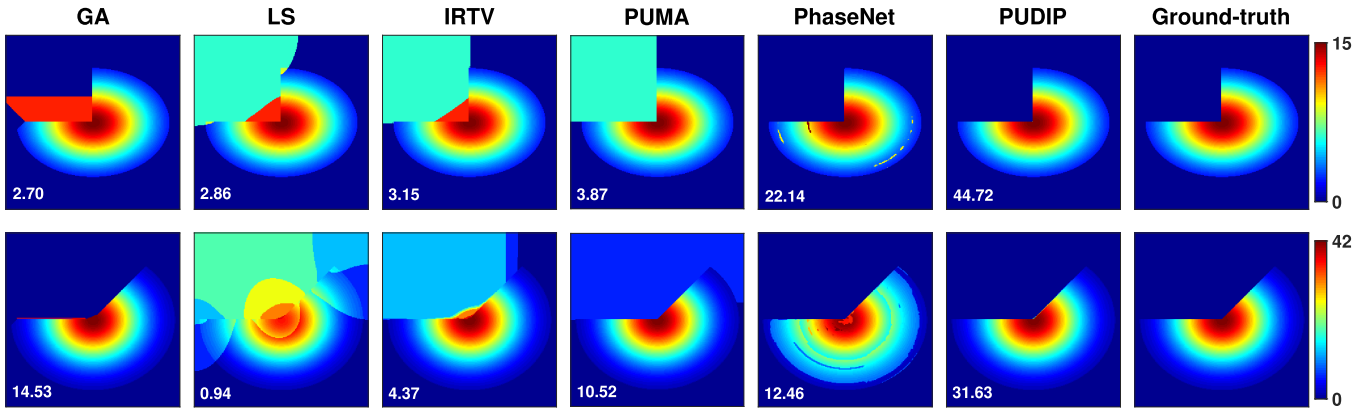 GA LS IRTV PUMA PhaseNet PUDIP Ground-truth
15
2.70 2.86 3.15 3.87 22.14 44.72
0
42
14.53 0.94 4.37 10.52 12.46 31.63
0